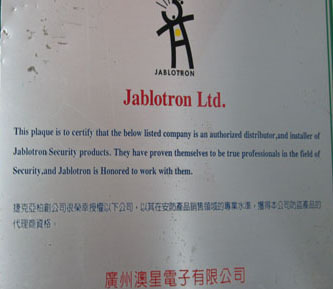 JABLOTRON
Jablotron Ltd.
This plaque is to certify that the below listed company is an authorized distributor,and installer of
Jablotron Security products. They have proven themselves to be true professionals in the field of
Security,and Jablotron is Honored to work with them.
捷克亞柏創公司很榮幸授權以下公司，以其在安防產品銷售領域的專業水準，獲得本公司防盜產品的
代理商資格。
廣州澳星電子有限公司